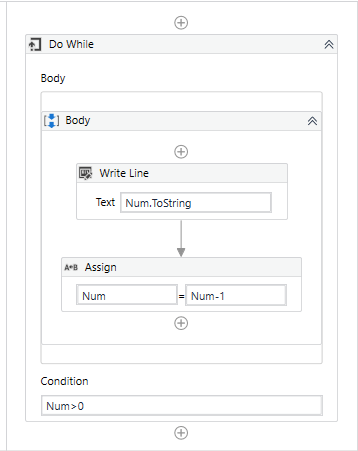 Do While
Body
Body
Write Line
Text Num.ToString
A+B Assign
Num = Num-1
Condition
Num>0